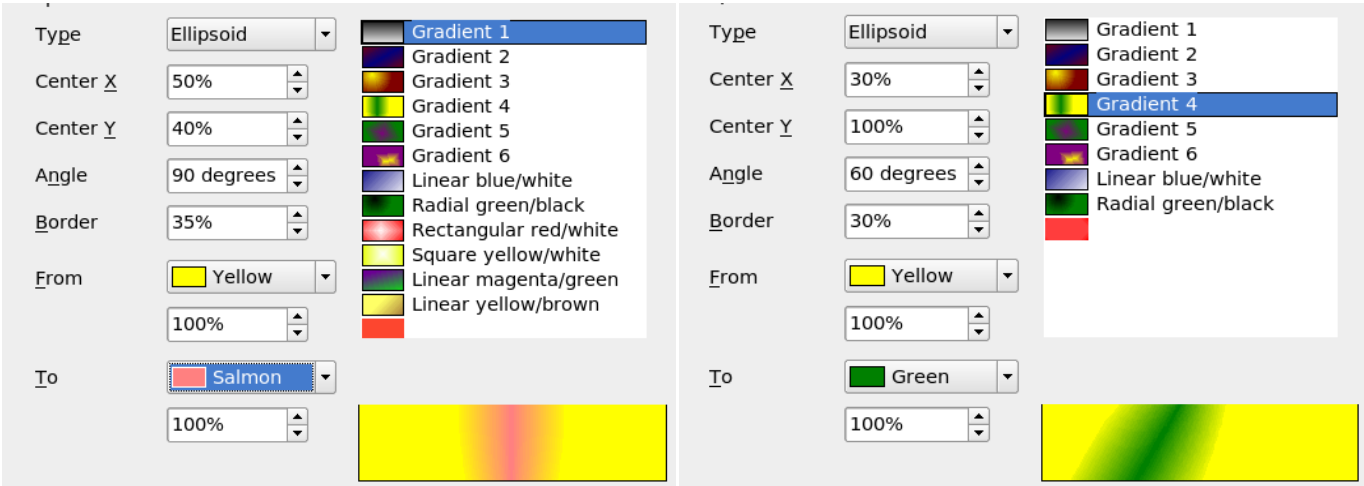 Type Ellipsoid
Center X 50%
Center Y 40%
Angle 90 degrees
Border 35%
From Yellow
100%
To Salmon
100%
Gradient 1
Gradient 2
Gradient 3
Gradient 4
Gradient 5
Gradient 6
Linear blue/white
Radial green/black
Rectangular red/white
Square yellow/white
Linear magenta/green
Linear yellow/brown
Type Ellipsoid
Center X 30%
Center Y 100%
Angle 60 degrees
Border 30%
From Yellow
100%
To Green
100%
Gradient 1
Gradient 2
Gradient 3
Gradient 4
Gradient 5
Gradient 6
Linear blue/white
Radial green/black